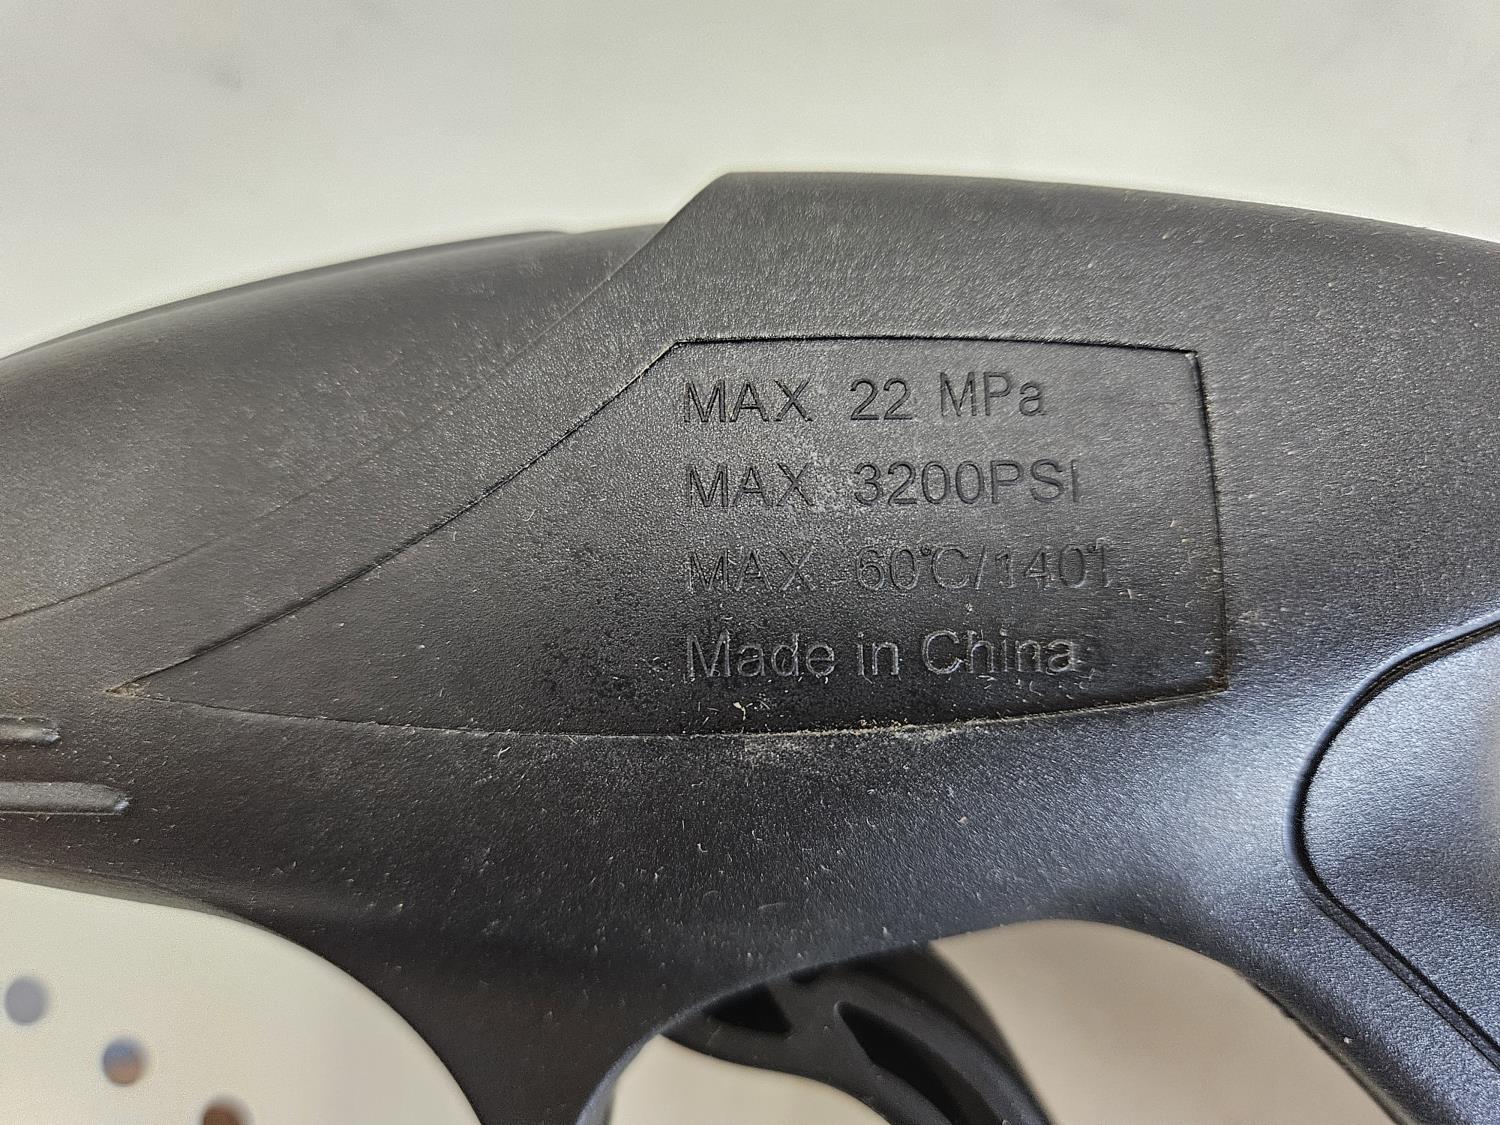 MAX 22 MPa
MAX 3200PSI
MAX 60℃/140℉
Made in China